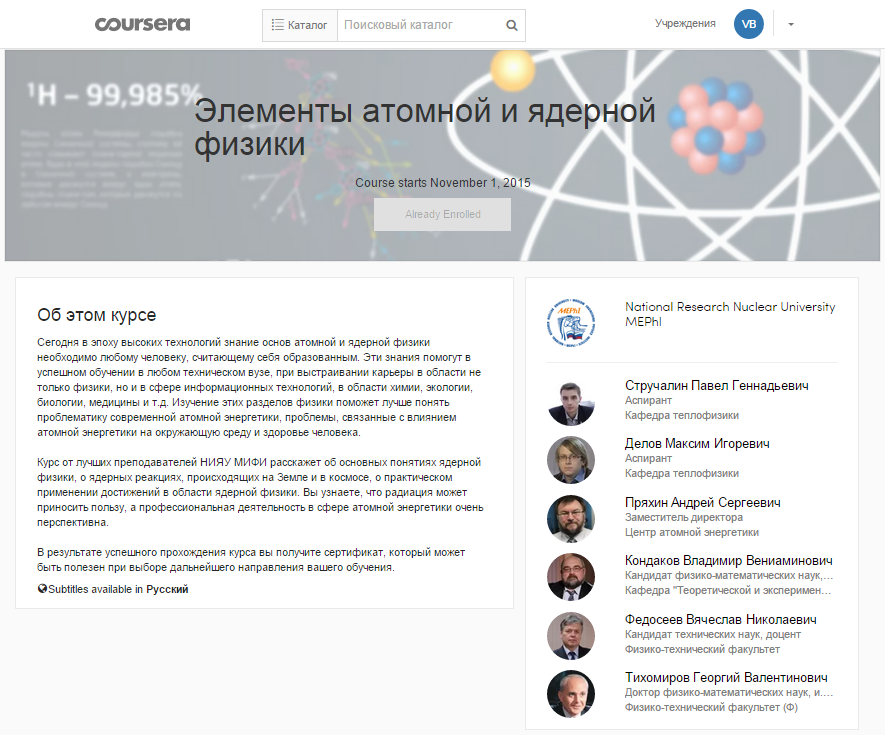 coursera
Каталог
Поисковый каталог
Учреждения
VB
¹H – 99,985%
Элементы атомной и ядерной
физики
Course starts November 1, 2015
Already Enrolled
Об этом курсе
Сегодня в эпоху высоких технологий знание основ атомной и ядерной физики
необходимо любому человеку, считающему себя образованным. Эти знания помогут в
успешном обучении в любом техническом вузе, при выстраивании карьеры в области не
только физики, но и в сфере информационных технологий, в области химии, экологии,
биологии, медицины и т.д. Изучение этих разделов физики поможет лучше понять
проблематику современной атомной энергетики, проблемы, связанные с влиянием
атомной энергетики на окружающую среду и здоровье человека.
Курс от лучших преподавателей НИЯУ МИФИ расскажет об основных понятиях ядерной
физики, о ядерных реакциях, происходящих на Земле и в космосе, о практическом
применении достижений в области ядерной физики. Вы узнаете, что радиация может
приносить пользу, а профессиональная деятельность в сфере атомной энергетики очень
перспективна.
В результате успешного прохождения курса вы получите сертификат, который может
быть полезен при выборе дальнейшего направления вашего обучения.
Subtitles available in Русский
MEPhI
National Research Nuclear University
MEPhI
Стручалин Павел Геннадьевич
Аспирант
Кафедра теплофизики
Делов Максим Игоревич
Аспирант
Кафедра теплофизики
Пряхин Андрей Сергеевич
Заместитель директора
Центр атомной энергетики
Кондаков Владимир Вениаминович
Кандидат физико-математических наук,...
Кафедра "Теоретической и эксперимен...
Федосеев Вячеслав Николаевич
Кандидат технических наук, доцент
Физико-технический факультет
Тихомиров Георгий Валентинович
Доктор физико-математических наук, и....
Физико-технический факультет (Ф)